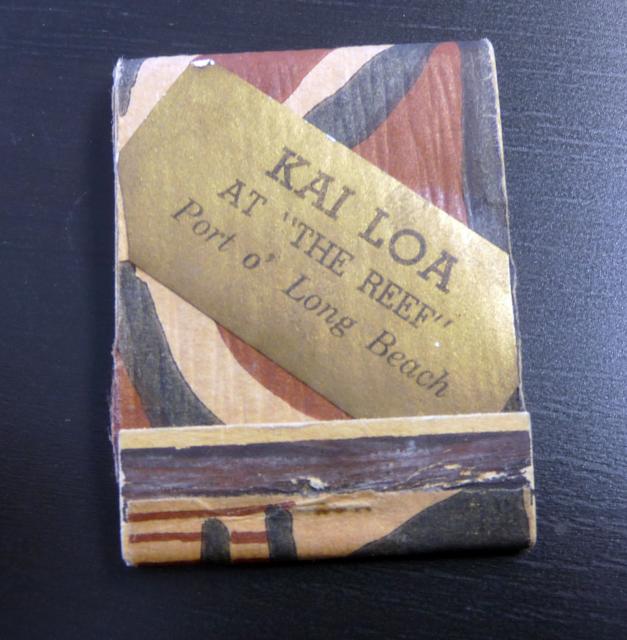 KAI LOA
AT "THE REEF"
Port o' Long Beach